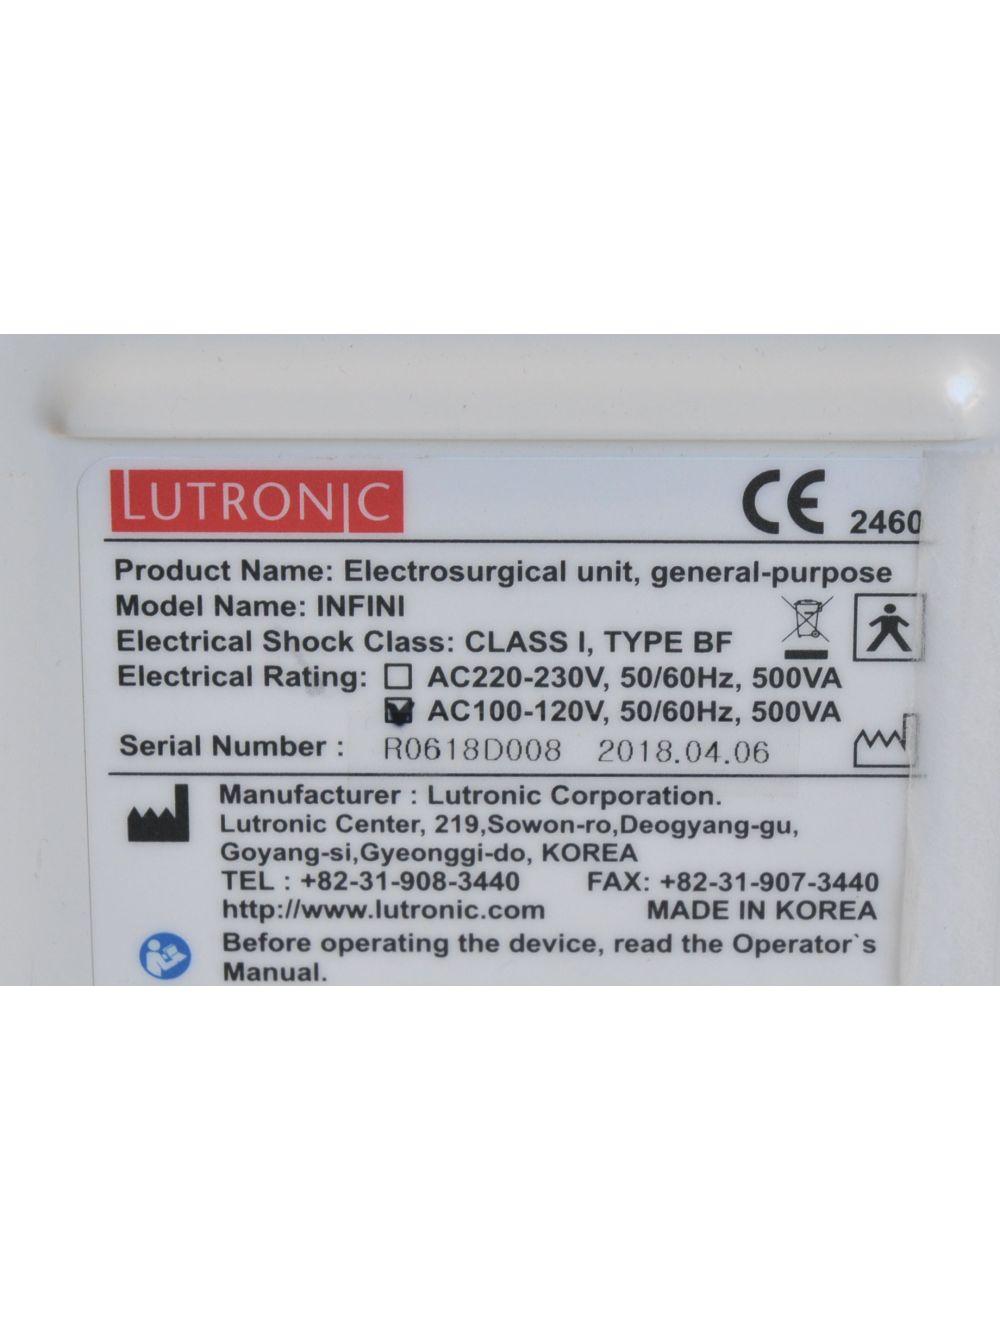 LUTRONIC
CE 2460
Product Name: Electrosurgical unit, general-purpose
Model Name: INFINI
Electrical Shock Class: CLASS I, TYPE BF
Electrical Rating: ☐ AC220-230V, 50/60Hz, 500VA
☑ AC100-120V, 50/60Hz, 500VA
Serial Number : R0618D008 2018.04.06
Manufacturer : Lutronic Corporation.
Lutronic Center, 219,Sowon-ro,Deogyang-gu,
Goyang-si,Gyeonggi-do, KOREA
TEL : +82-31-908-3440 FAX: +82-31-907-3440
http://www.lutronic.com MADE IN KOREA
Before operating the device, read the Operator`s
Manual.